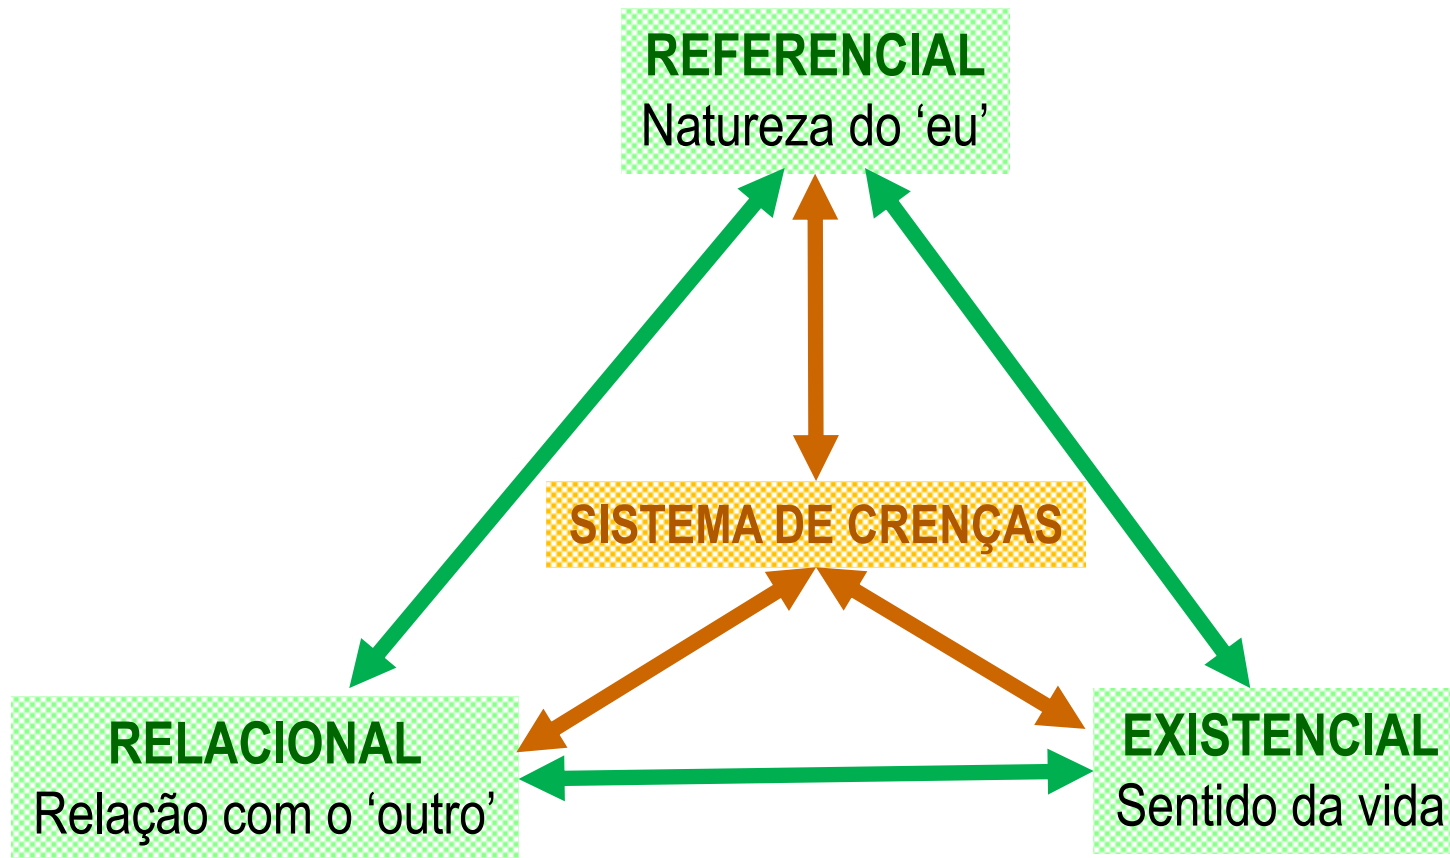 REFERENCIAL
Natureza do ‘eu’
SISTEMA DE CRENÇAS
RELACIONAL
Relação com o ‘outro’
EXISTENCIAL
Sentido da vida